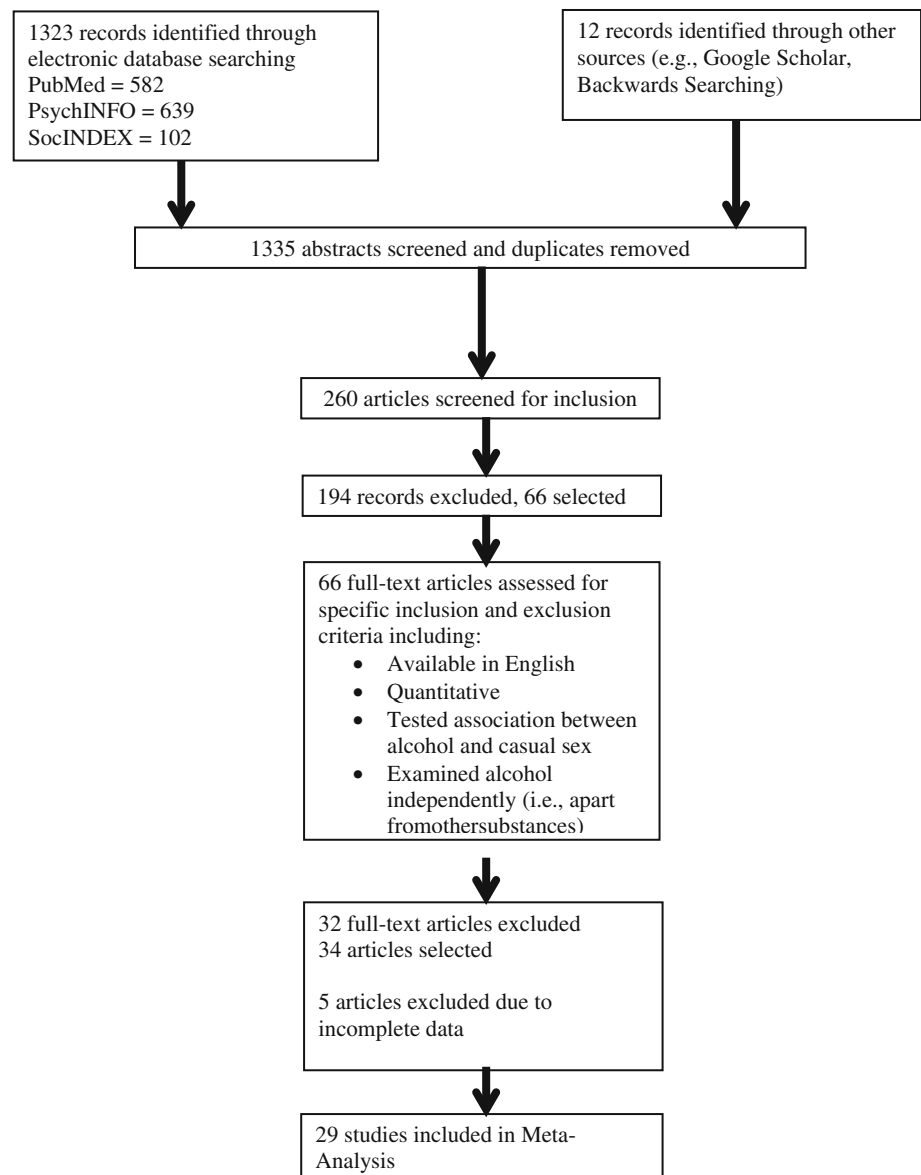 1323 records identified through
electronic database searching
PubMed = 582
PsychINFO = 639
SocINDEX = 102
12 records identified through other
sources (e.g., Google Scholar,
Backwards Searching)
1335 abstracts screened and duplicates removed
260 articles screened for inclusion
194 records excluded, 66 selected
66 full-text articles assessed for
specific inclusion and exclusion
criteria including:
• Available in English
• Quantitative
• Tested association between
alcohol and casual sex
• Examined alcohol
independently (i.e., apart
fromothersubstances)
32 full-text articles excluded
34 articles selected
5 articles excluded due to
incomplete data
29 studies included in Meta-
Analysis